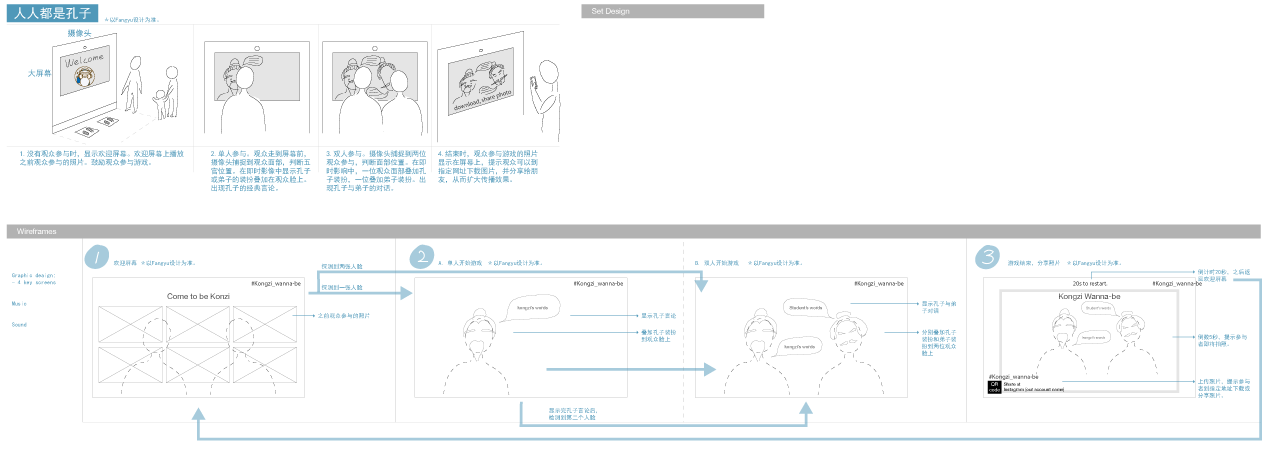 人人都是孔子
＊以Fangyu设计为准。
Set Design
摄像头
大屏幕
Welcome
download, share photo
1. 没有观众参与时，显示欢迎屏幕。欢迎屏幕上播放
之前观众参与的照片。鼓励观众参与游戏。
2. 单人参与。观众走到屏幕前，
摄像头捕捉到观众面部，判断五
官位置。在即时影像中显示孔子
或弟子的装扮叠加在观众脸上。
出现孔子的经典言论。
3. 双人参与。摄像头捕捉到两位
观众参与，判断面部位置。在即
时影响中，一位观众面部叠加孔
子装扮，一位叠加弟子装扮。出
现孔子与弟子的对话。
4. 结束时，观众参与游戏的照片
显示在屏幕上，提示观众可以到
指定网址下载图片，并分享给朋
友，从而扩大传播效果。
Wireframes
Graphic design:
- 4 key screens
Music
Sound
1
欢迎屏幕 ＊以Fangyu设计为准。
#Kongzi_wanna-be
Come to be Konzi
之前观众参与的照片
探测到两张人脸
探测到一张人脸
2
A. 单人开始游戏 ＊以Fangyu设计为准。
#Kongzi_wanna-be
kongzi's words
显示孔子言论
叠加孔子装扮
到观众脸上
显示完孔子言论后，
检测到第二个人脸
B. 双人开始游戏 ＊以Fangyu设计为准。
#Kongzi_wanna-be
Student's words
kongzi's words
显示孔子与弟
子对话
分别叠加孔子
装扮和弟子装
扮到两位观众
脸上
3
游戏结束，分享照片 ＊以Fangyu设计为准。
20s to restart.
#Kongzi_wanna-be
Kongzi Wanna-be
Student's words
kongzi's words
#Kongzi_wanna-be
QR
code
Share at
Instagram (our account name)
倒计时20秒，之后返
回欢迎屏幕
倒数5秒，提示参与
者即将拍照。
上传照片，提示参与
者到指定地址下载或
分享照片。